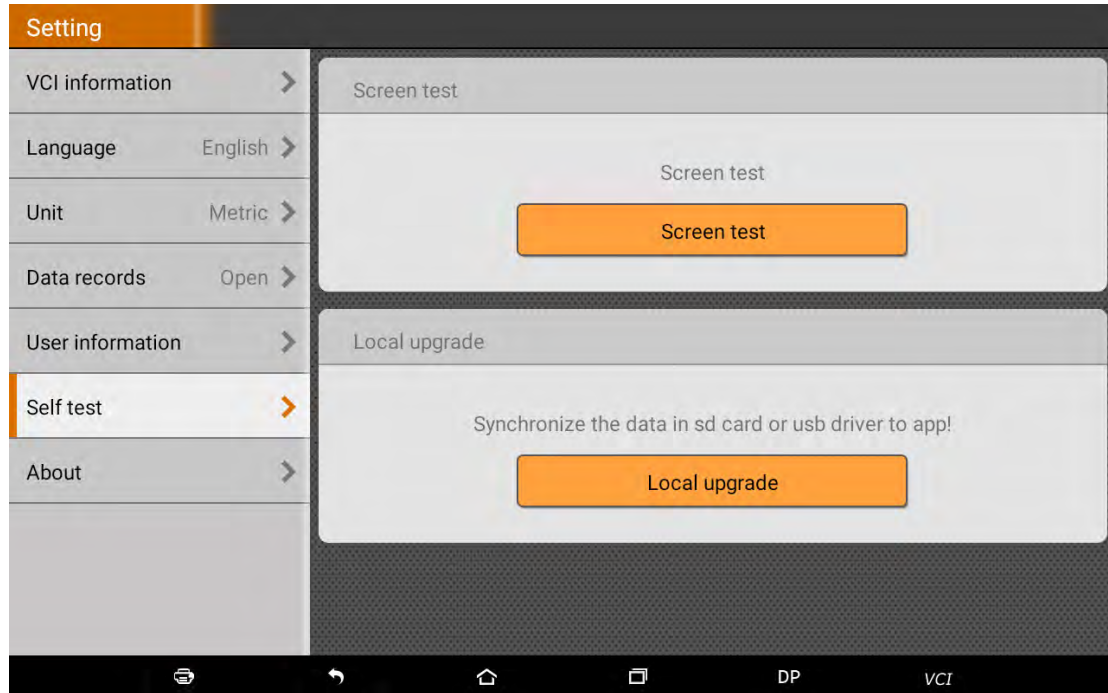 Setting
VCI information
Language English
Unit Metric
Data records Open
User information
Self test
About
Screen test
Screen test
Screen test
Local upgrade
Synchronize the data in sd card or usb driver to app!
Local upgrade
DP VCI